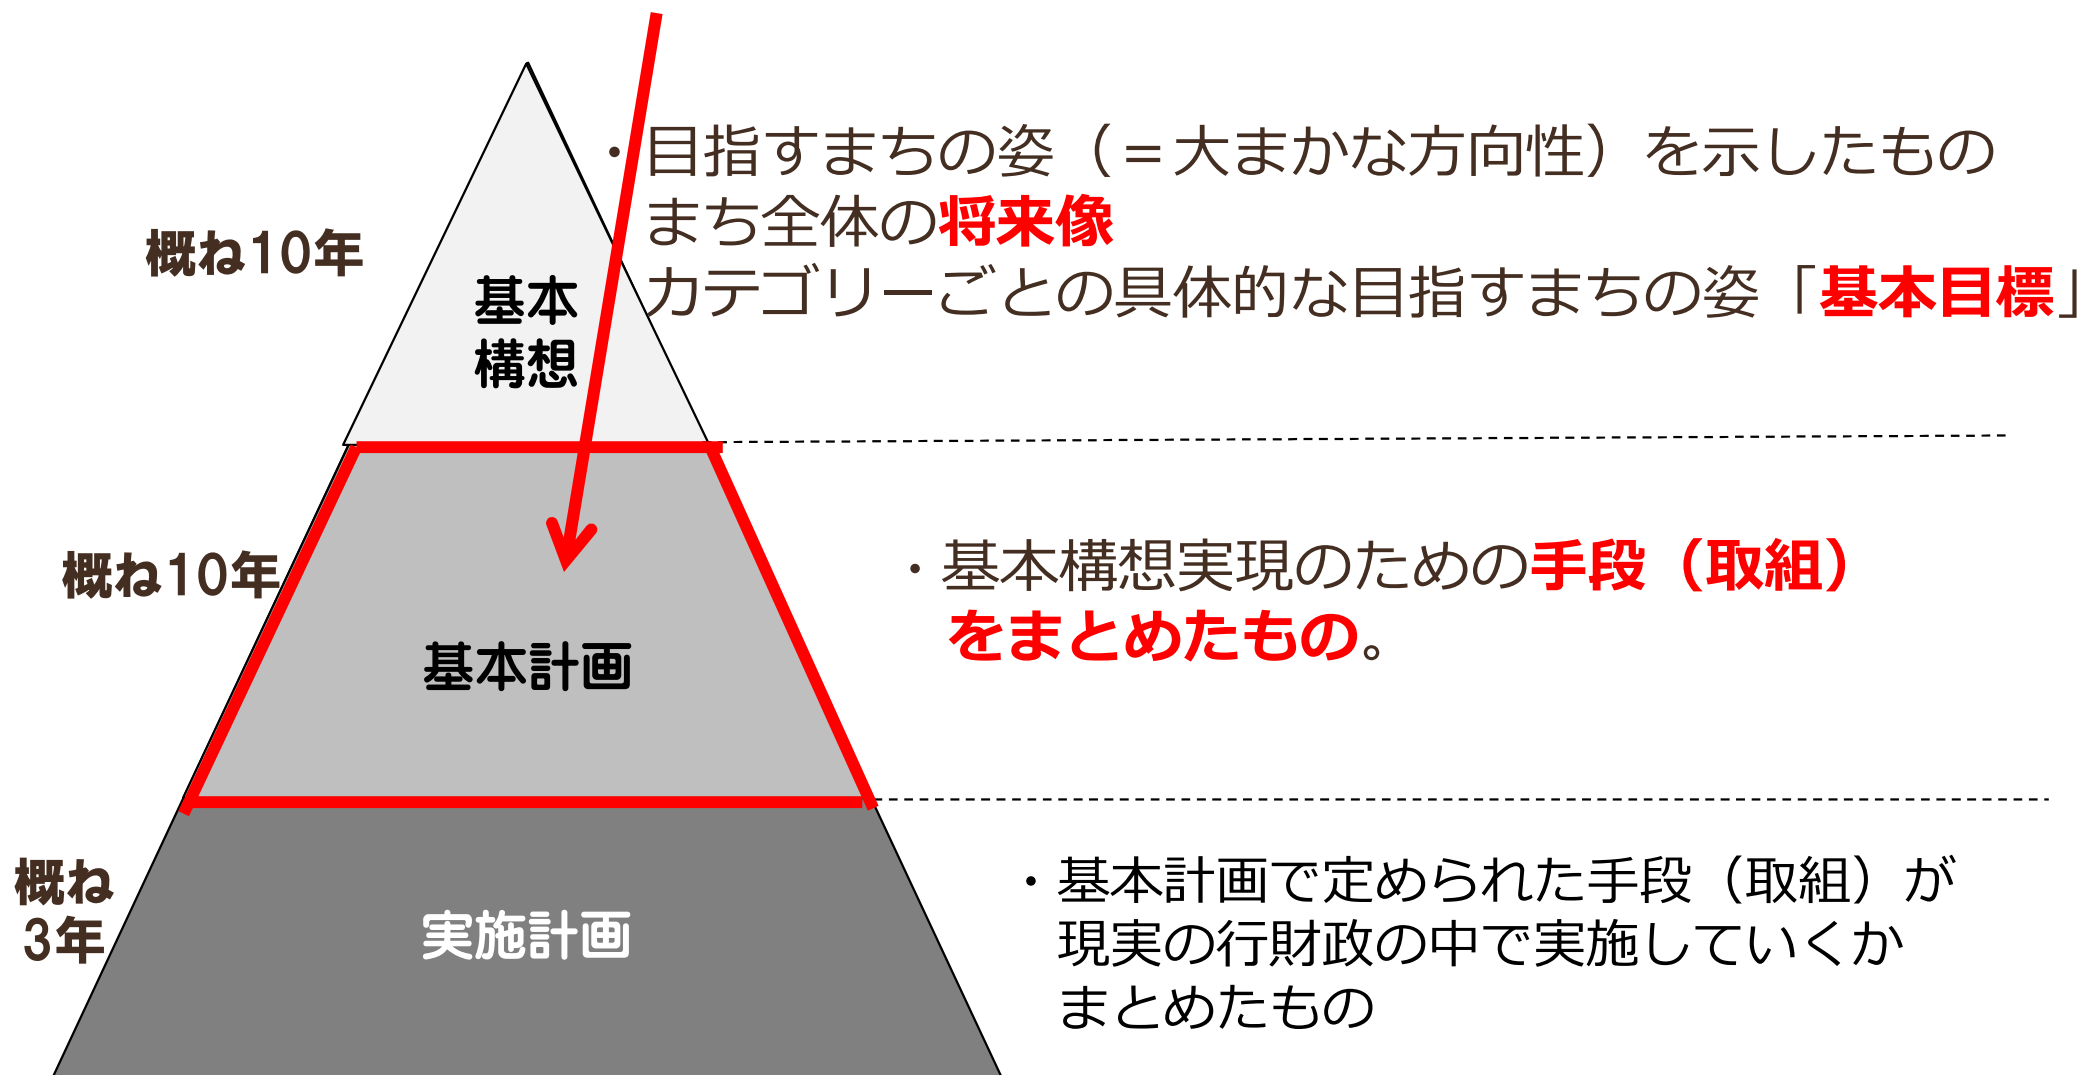 ・目指すまちの姿（＝大まかな方向性）を示したもの
まち全体の将来像
カテゴリーごとの具体的な目指すまちの姿「基本目標」
概ね10年
基本
構想
概ね10年
基本計画
・基本構想実現のための手段（取組）
をまとめたもの。
概ね
3年
実施計画
・基本計画で定められた手段（取組）が
現実の行財政の中で実施していくか
まとめたもの